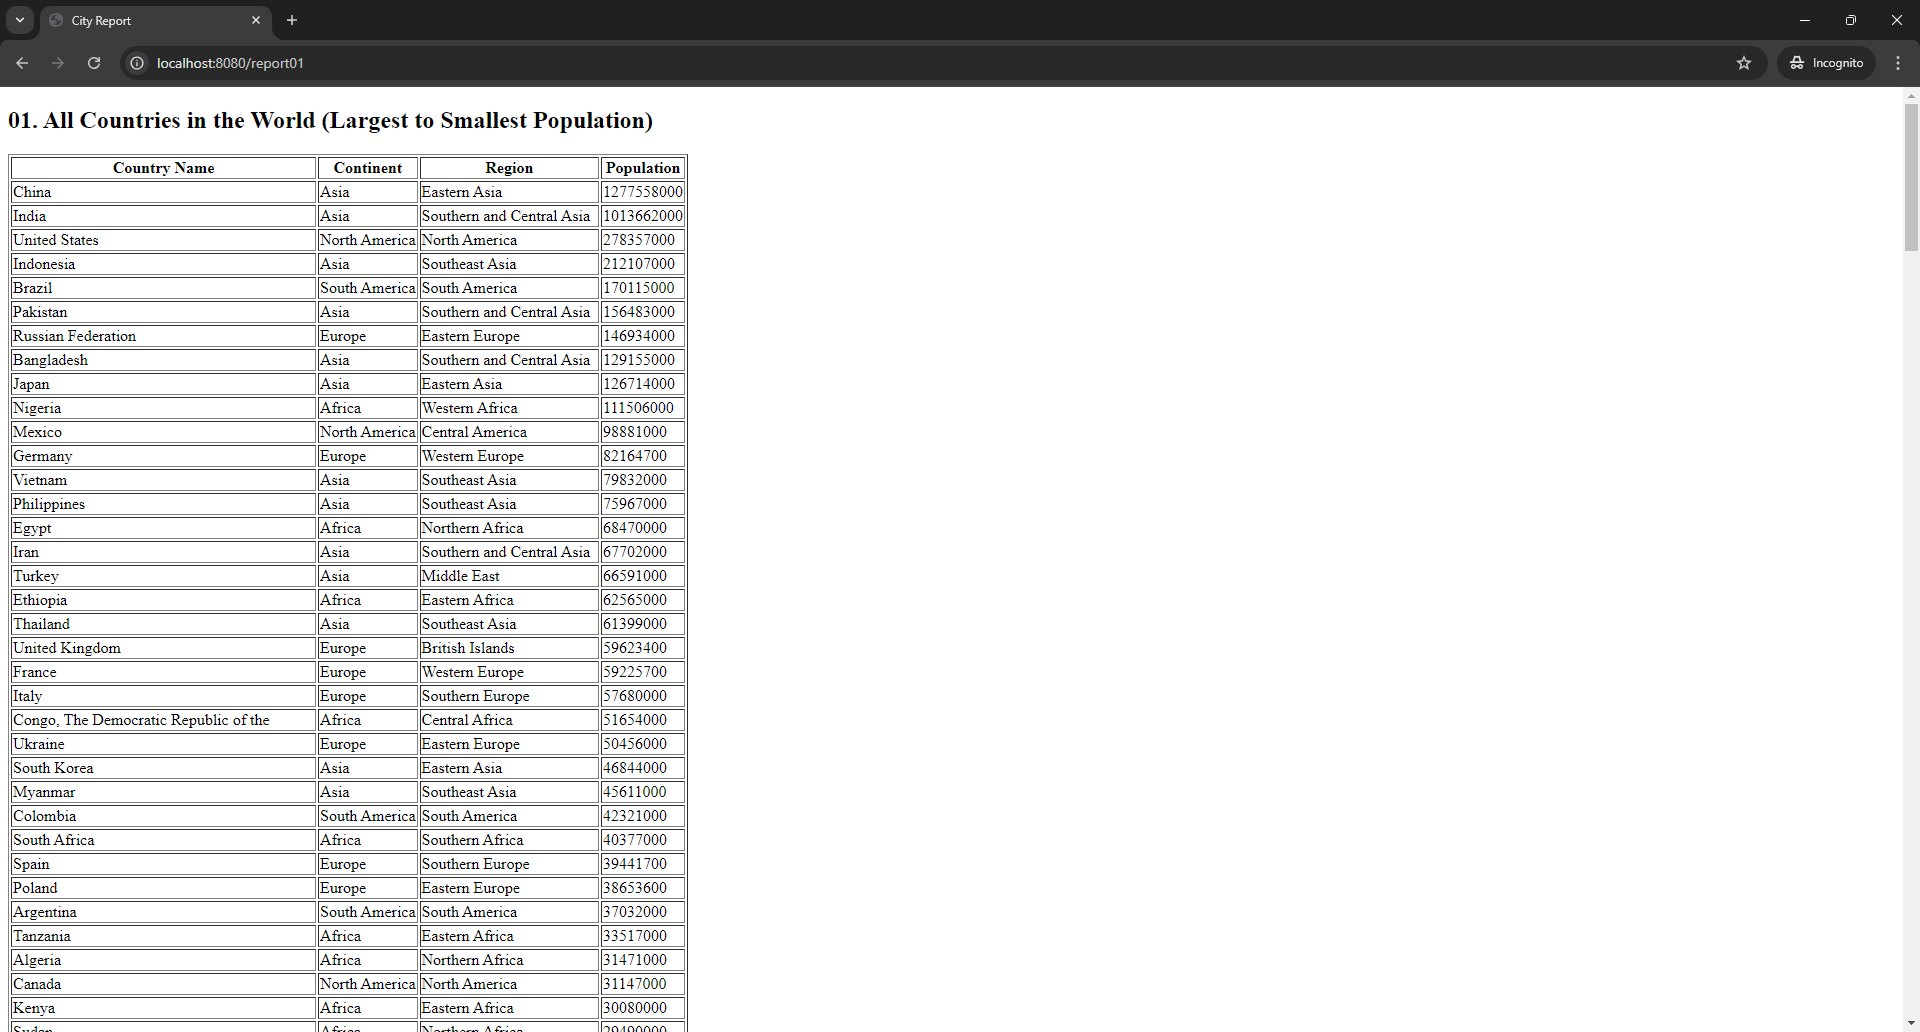 City Report
localhost:8080/report01
Incognito
01. All Countries in the World (Largest to Smallest Population)
Country Name Continent Region Population
China Asia Eastern Asia 1277558000
India Asia Southern and Central Asia 1013662000
United States North America North America 278357000
Indonesia Asia Southeast Asia 212107000
Brazil South America South America 170115000
Pakistan Asia Southern and Central Asia 156483000
Russian Federation Europe Eastern Europe 146934000
Bangladesh Asia Southern and Central Asia 129155000
Japan Asia Eastern Asia 126714000
Nigeria Africa Western Africa 111506000
Mexico North America Central America 98881000
Germany Europe Western Europe 82164700
Vietnam Asia Southeast Asia 79832000
Philippines Asia Southeast Asia 75967000
Egypt Africa Northern Africa 68470000
Iran Asia Southern and Central Asia 67702000
Turkey Asia Middle East 66591000
Ethiopia Africa Eastern Africa 62565000
Thailand Asia Southeast Asia 61399000
United Kingdom Europe British Islands 59623400
France Europe Western Europe 59225700
Italy Europe Southern Europe 57680000
Congo, The Democratic Republic of the Africa Central Africa 51654000
Ukraine Europe Eastern Europe 50456000
South Korea Asia Eastern Asia 46844000
Myanmar Asia Southeast Asia 45611000
Colombia South America South America 42321000
South Africa Africa Southern Africa 40377000
Spain Europe Southern Europe 39441700
Poland Europe Eastern Europe 38653600
Argentina South America South America 37032000
Tanzania Africa Eastern Africa 33517000
Algeria Africa Northern Africa 31471000
Canada North America North America 31147000
Kenya Africa Eastern Africa 30080000
Sudan Africa Northern Africa 29490000